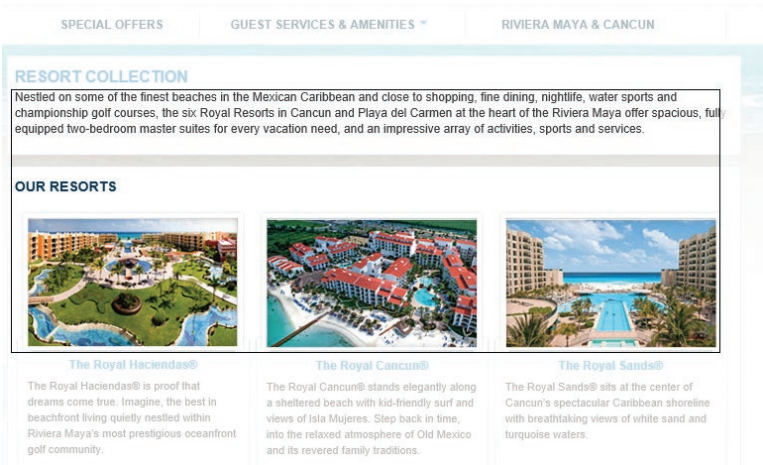 SPECIAL OFFERS GUEST SERVICES & AMENITIES RIVIERA MAYA & CANCUN
RESORT COLLECTION
Nestled on some of the finest beaches in the Mexican Caribbean and close to shopping, fine dining, nightlife, water sports and
championship golf courses, the six Royal Resorts in Cancun and Playa del Carmen at the heart of the Riviera Maya offer spacious, fully
equipped two-bedroom master suites for every vacation need, and an impressive array of activities, sports and services.
OUR RESORTS
The Royal Haciendas®
The Royal Haciendas® is proof that
dreams come true. Imagine, the best in
beachfront living quietly nestled within
Riviera Maya's most prestigious oceanfront
golf community.
The Royal Cancun®
The Royal Cancun® stands elegantly along
a sheltered beach with kid-friendly surf and
views of Isla Mujeres. Step back in time,
into the relaxed atmosphere of Old Mexico
and its revered family traditions.
The Royal Sands®
The Royal Sands® sits at the center of
Cancun's spectacular Caribbean shoreline
with breathtaking views of white sand and
turquoise waters.